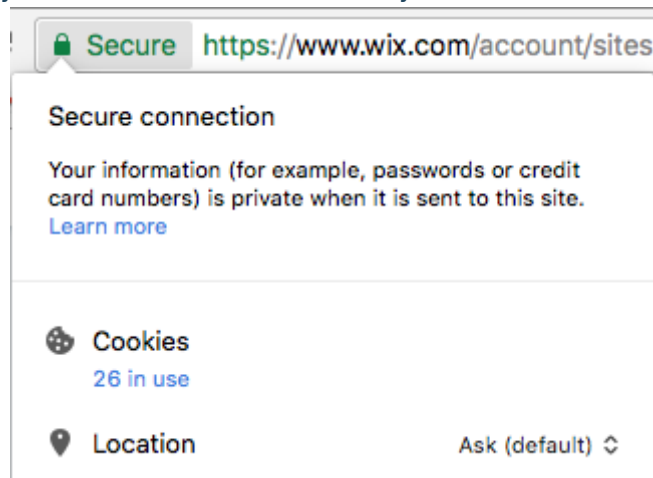 Secure https://www.wix.com/account/sites
Secure connection
Your information (for example, passwords or credit
card numbers) is private when it is sent to this site.
Learn more
Cookies
26 in use
Location Ask (default)